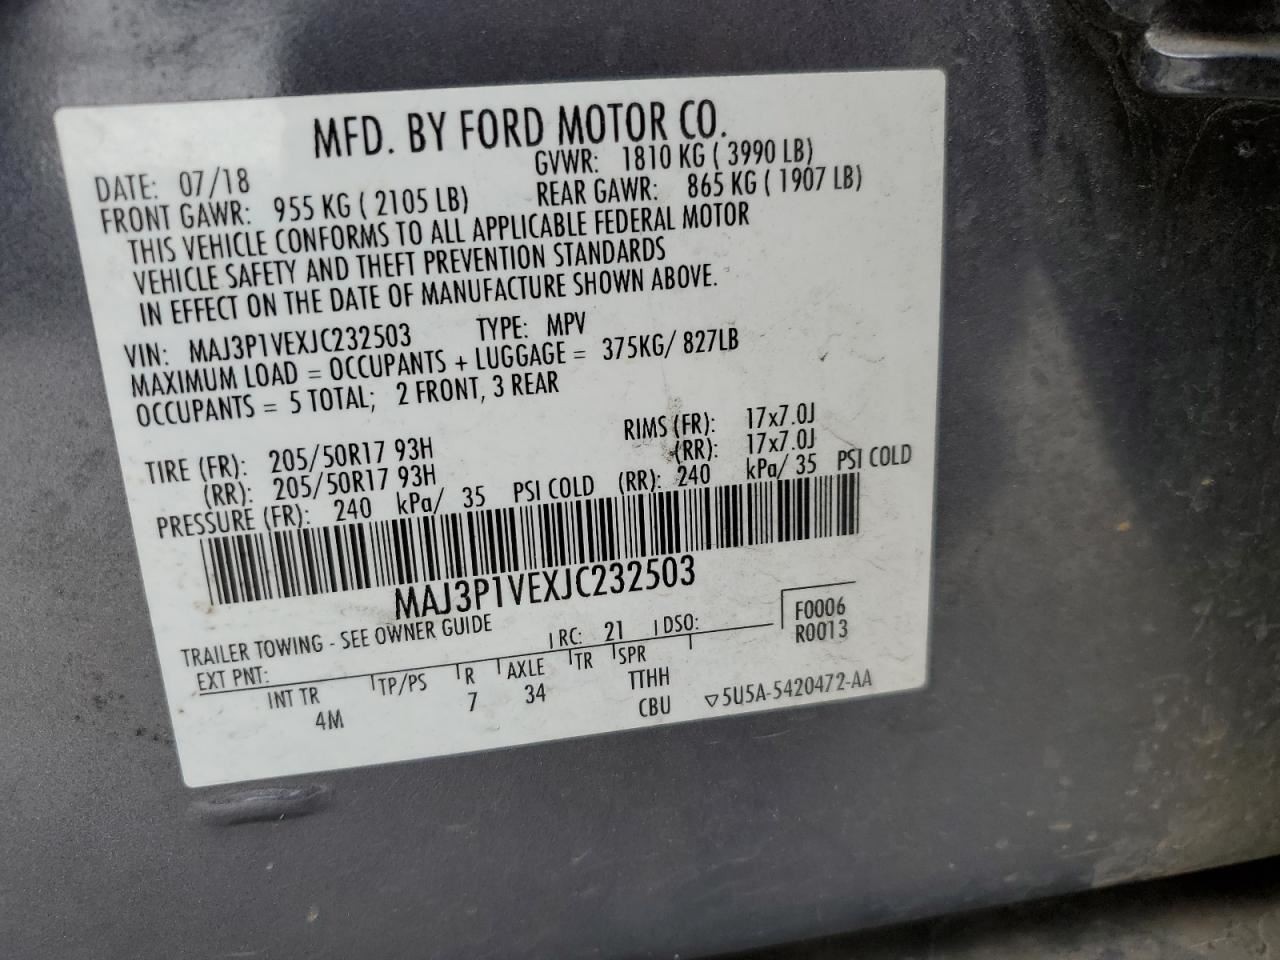 MFD. BY FORD MOTOR CO.
DATE: 07/18 GVWR: 1810 KG ( 3990 LB)
FRONT GAWR: 955 KG ( 2105 LB) REAR GAWR: 865 KG ( 1907 LB)
THIS VEHICLE CONFORMS TO ALL APPLICABLE FEDERAL MOTOR
VEHICLE SAFETY AND THEFT PREVENTION STANDARDS
IN EFFECT ON THE DATE OF MANUFACTURE SHOWN ABOVE.
VIN: MAJ3P1VEXJC232503 TYPE: MPV
MAXIMUM LOAD = OCCUPANTS + LUGGAGE = 375KG/ 827LB
OCCUPANTS = 5 TOTAL; 2 FRONT, 3 REAR
TIRE (FR): 205/50R17 93H RIMS (FR): 17x7.0J
(RR): 205/50R17 93H (RR): 17x7.0J
PRESSURE (FR): 240 kPa/ 35 PSI COLD (RR): 240 kPa/ 35 PSI COLD
MAJ3P1VEXJC232503
TRAILER TOWING - SEE OWNER GUIDE
EXT PNT: RC: 21 DSO: F0006
R0013
INT TR TP/PS R AXLE TR SPR
4M 7 34 TTHH
CBU 5U5A-5420472-AA